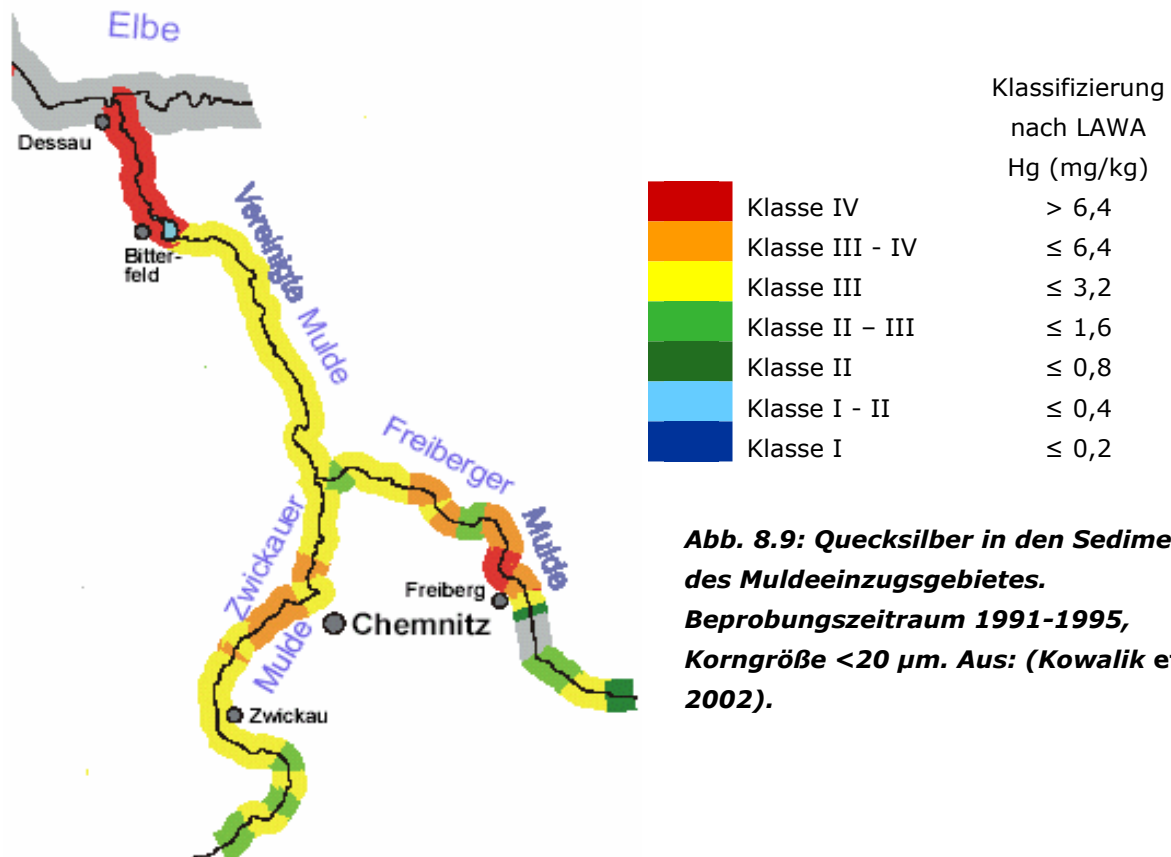 Elbe
Dessau
Bitter-
feld
Vereinigte Mulde
Freiberger Mulde
Zwickauer Mulde
Freiberg
Chemnitz
Zwickau
Klassifizierung
nach LAWA
Hg (mg/kg)
Klasse IV > 6,4
Klasse III - IV ≤ 6,4
Klasse III ≤ 3,2
Klasse II – III ≤ 1,6
Klasse II ≤ 0,8
Klasse I - II ≤ 0,4
Klasse I ≤ 0,2
Abb. 8.9: Quecksilber in den Sedime
des Muldeeinzugsgebietes.
Beprobungszeitraum 1991-1995,
Korngröße <20 µm. Aus: (Kowalik e
2002).